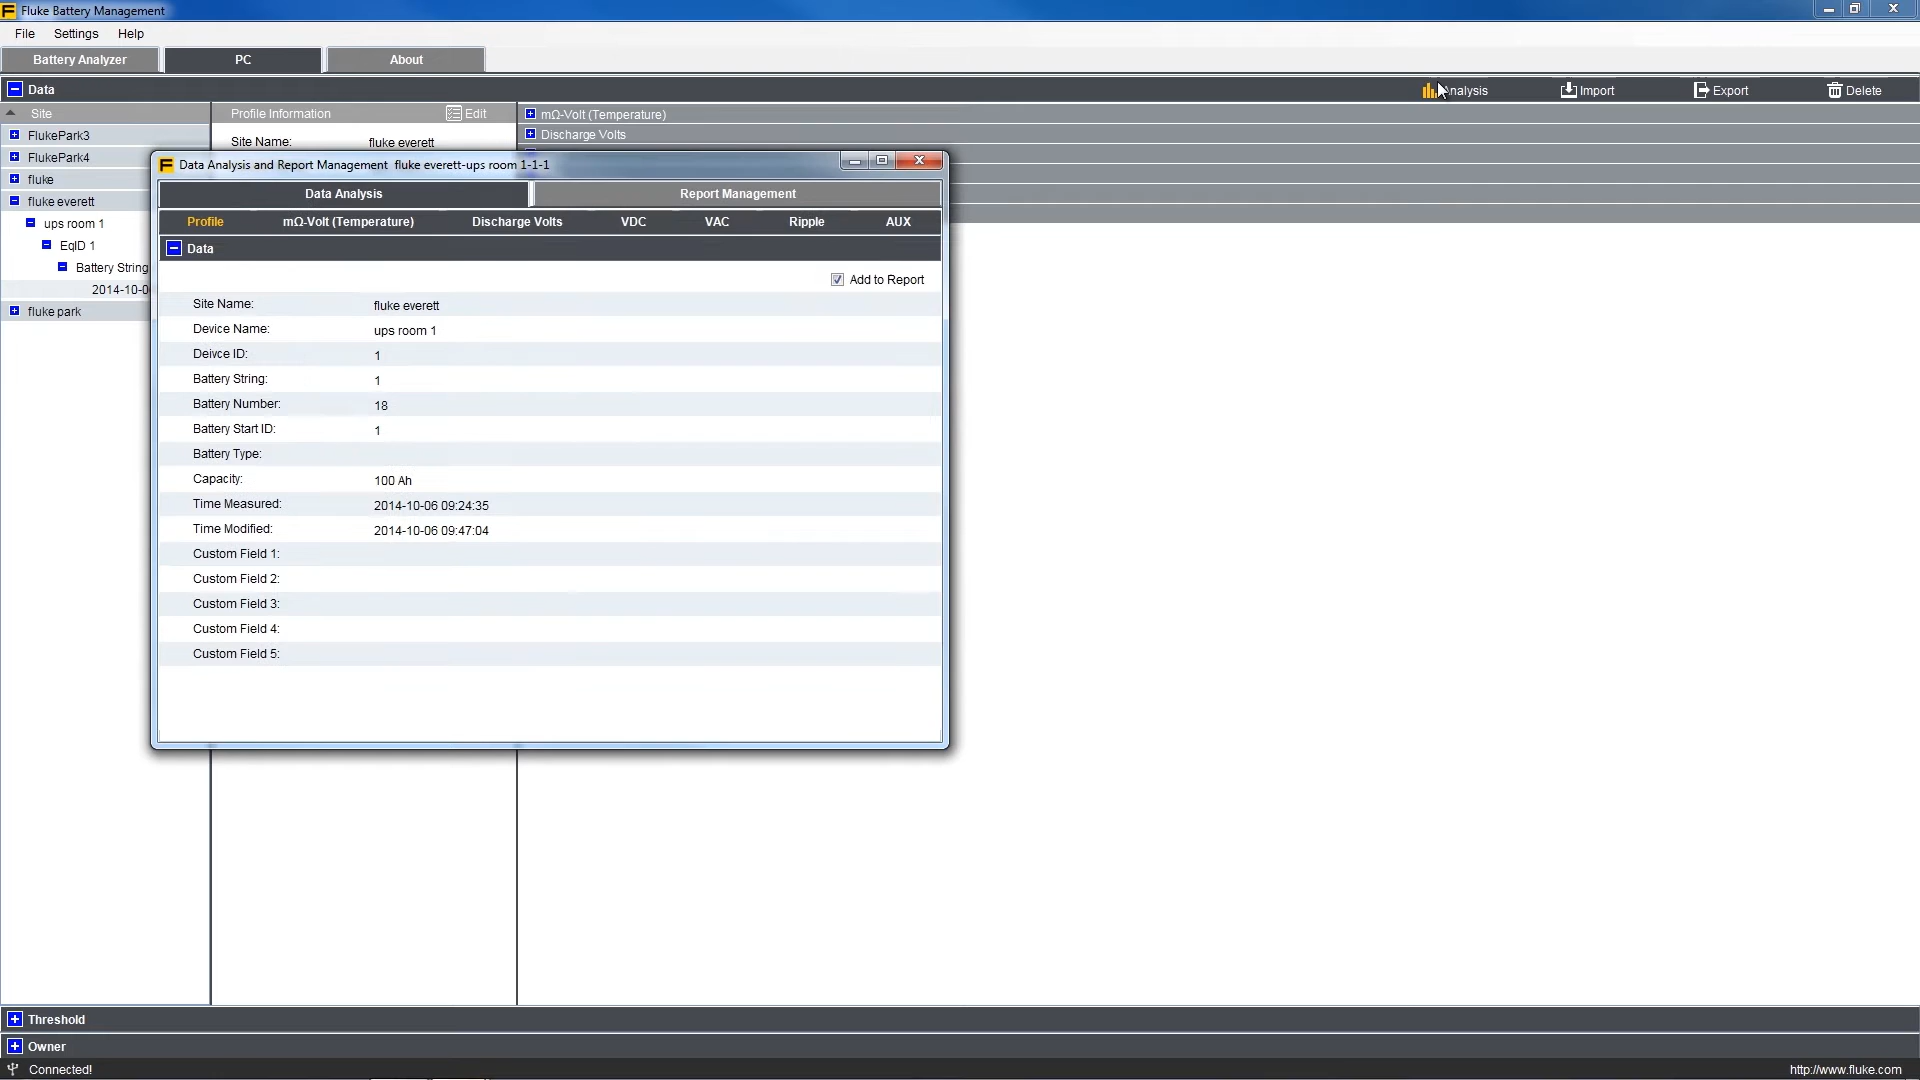 Fluke Battery Management
File Settings Help
Battery Analyzer PC About
Data nalysis Import Export Delete
Site Profile Information Edit mΩ-Volt (Temperature)
FlukePark3 Discharge Volts
Site Name: fluke everett
FlukePark4
fluke
fluke everett
ups room 1
EqID 1
Battery String
2014-10-0
fluke park
Data Analysis and Report Management fluke everett-ups room 1-1-1
Data Analysis Report Management
Profile mΩ-Volt (Temperature) Discharge Volts VDC VAC Ripple AUX
Data
Add to Report
Site Name: fluke everett
Device Name: ups room 1
Deivce ID: 1
Battery String: 1
Battery Number: 18
Battery Start ID: 1
Battery Type:
Capacity: 100 Ah
Time Measured: 2014-10-06 09:24:35
Time Modified: 2014-10-06 09:47:04
Custom Field 1:
Custom Field 2:
Custom Field 3:
Custom Field 4:
Custom Field 5:
Threshold
Owner
Connected! http://www.fluke.com